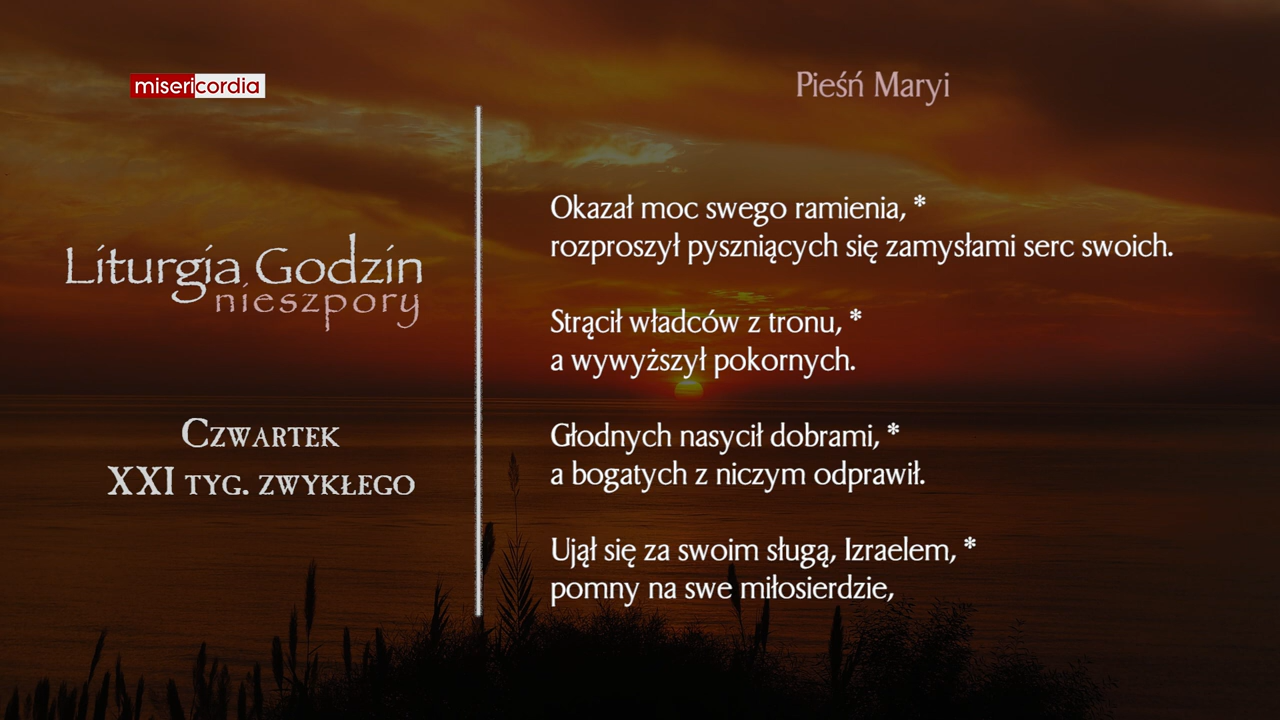 misericordia
Liturgia Godzin
nieszpory
Czwartek
XXI tyg. zwykłego
Pieśń Maryi
Okazał moc swego ramienia, *
rozproszył pyszniących się zamysłami serc swoich.
Strącił władców z tronu, *
a wywyższył pokornych.
Głodnych nasycił dobrami, *
a bogatych z niczym odprawił.
Ujął się za swoim sługą, Izraelem, *
pomny na swe miłosierdzie,